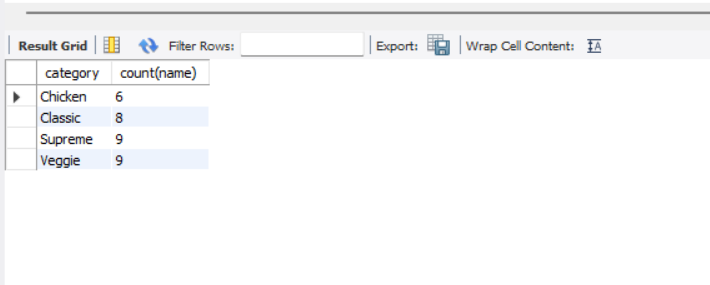 Result Grid Filter Rows: Export: Wrap Cell Content: IA
category count(name)
Chicken 6
Classic 8
Supreme 9
Veggie 9